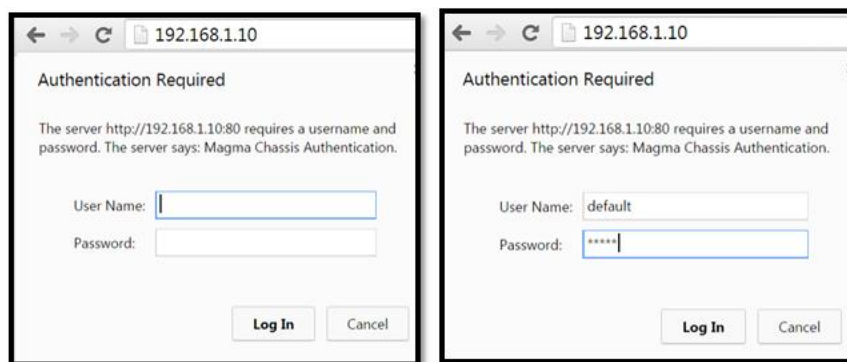 192.168.1.10
Authentication Required
The server http://192.168.1.10:80 requires a username and
password. The server says: Magma Chassis Authentication.
User Name:
Password:
Log In Cancel
192.168.1.10
Authentication Required
The server http://192.168.1.10:80 requires a username and
password. The server says: Magma Chassis Authentication.
User Name: default
Password: *****
Log In Cancel